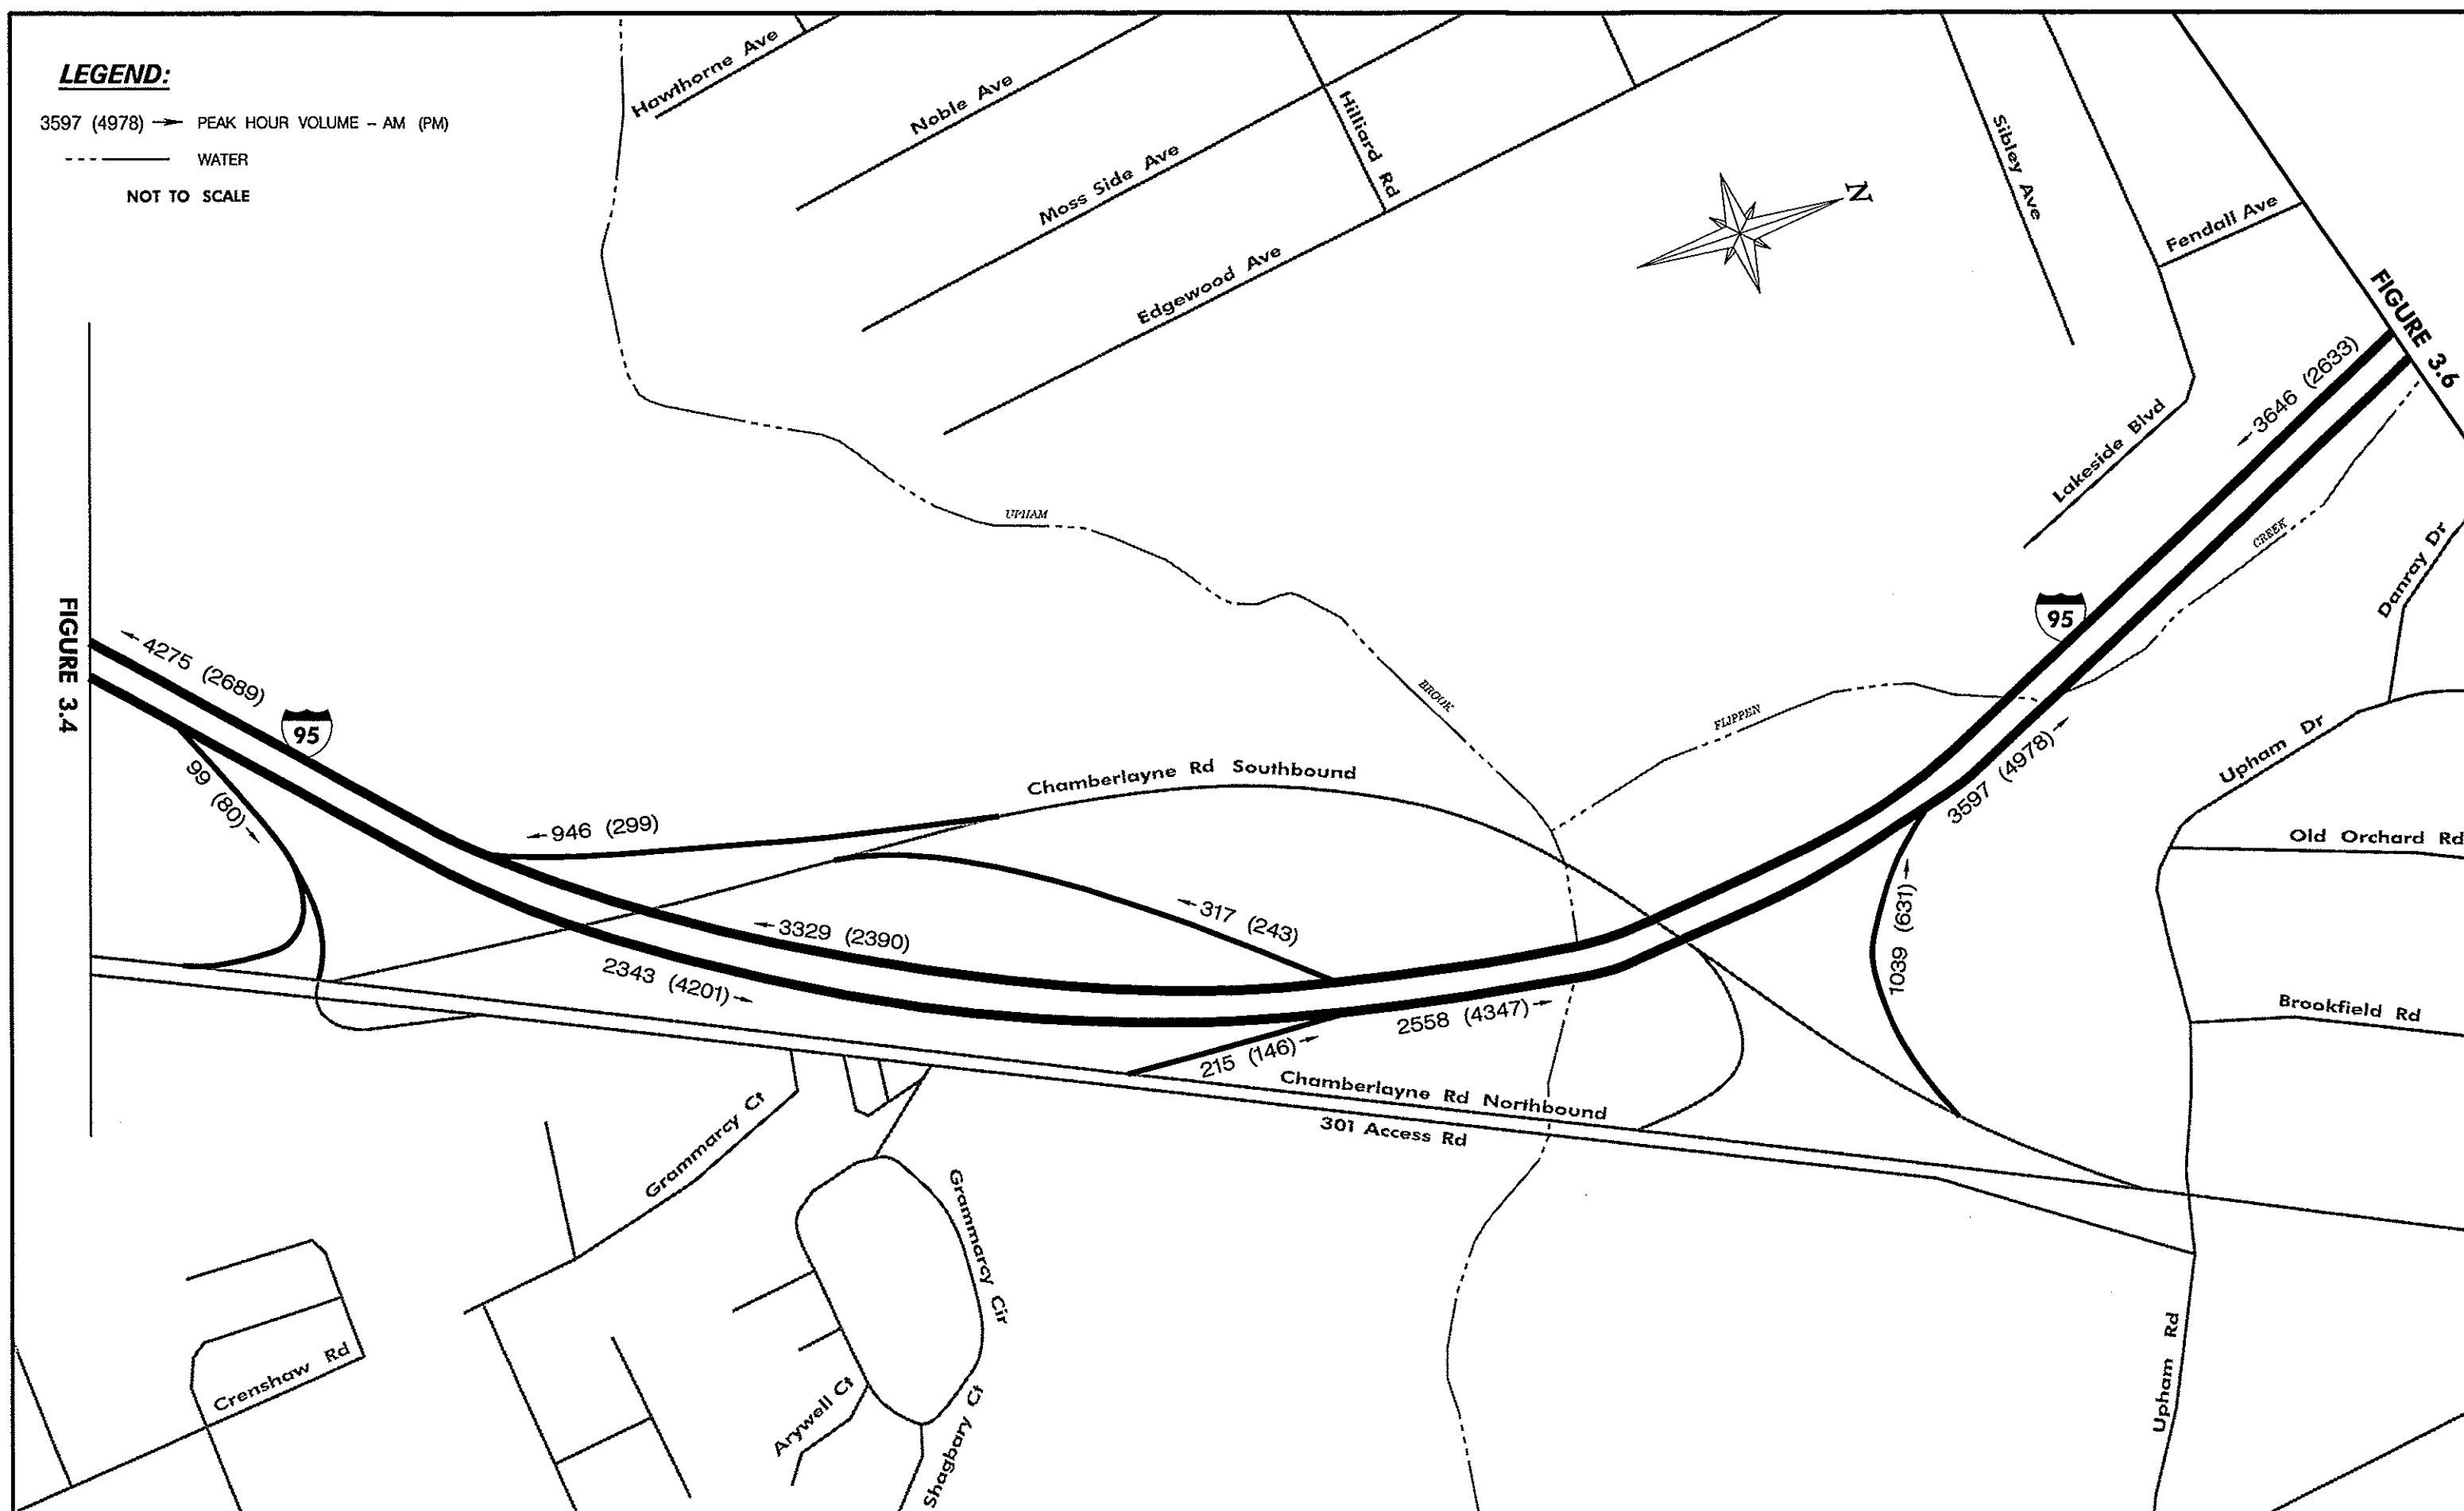 LEGEND:
3597 (4978) PEAK HOUR VOLUME - AM (PM)
WATER
NOT TO SCALE
Hawthorne Ave
Noble Ave
Moss Side Ave
Hilliard Rd
Edgewood Ave
N
Sibley Ave
Fendall Ave
FIGURE 3.6
3646 (2633)
Lakeside Blvd
CREEK
Danray Dr
UPHAM
95
FIGURE 3.4
4275 (2689)
95
BROOK
FLIPPEN
99 (80)
Chamberlayne Rd Southbound
3597 (4978)
Upham Dr
Old Orchard Rd
946 (299)
317 (243)
3329 (2390)
2343 (4201)
1039 (631)
2558 (4347)
215 (146)
Brookfield Rd
Chamberlayne Rd Northbound
301 Access Rd
Grammarcy Ct
Grammarcy Cir
Crenshaw Rd
Arywell Ct
Shagbary Ct
Upham Rd